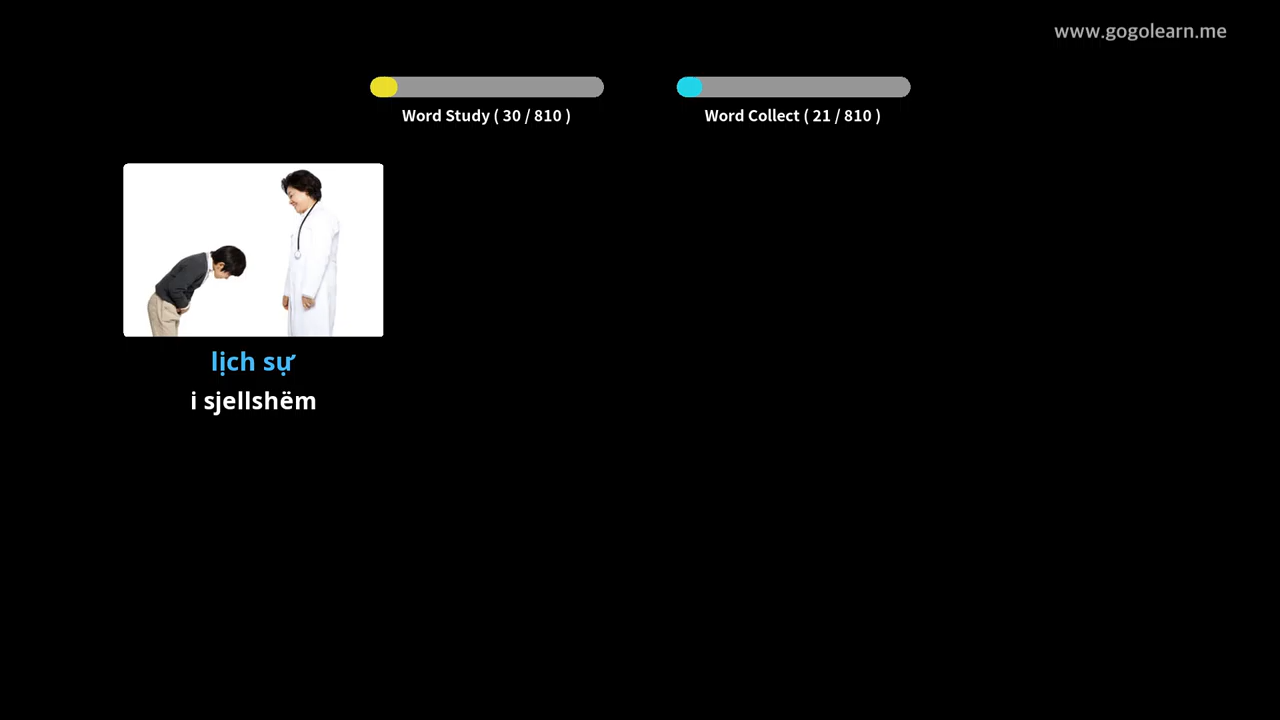 www.gogolearn.me
Word Study ( 30 / 810 )
Word Collect ( 21 / 810 )
lịch sự
i sjellshëm